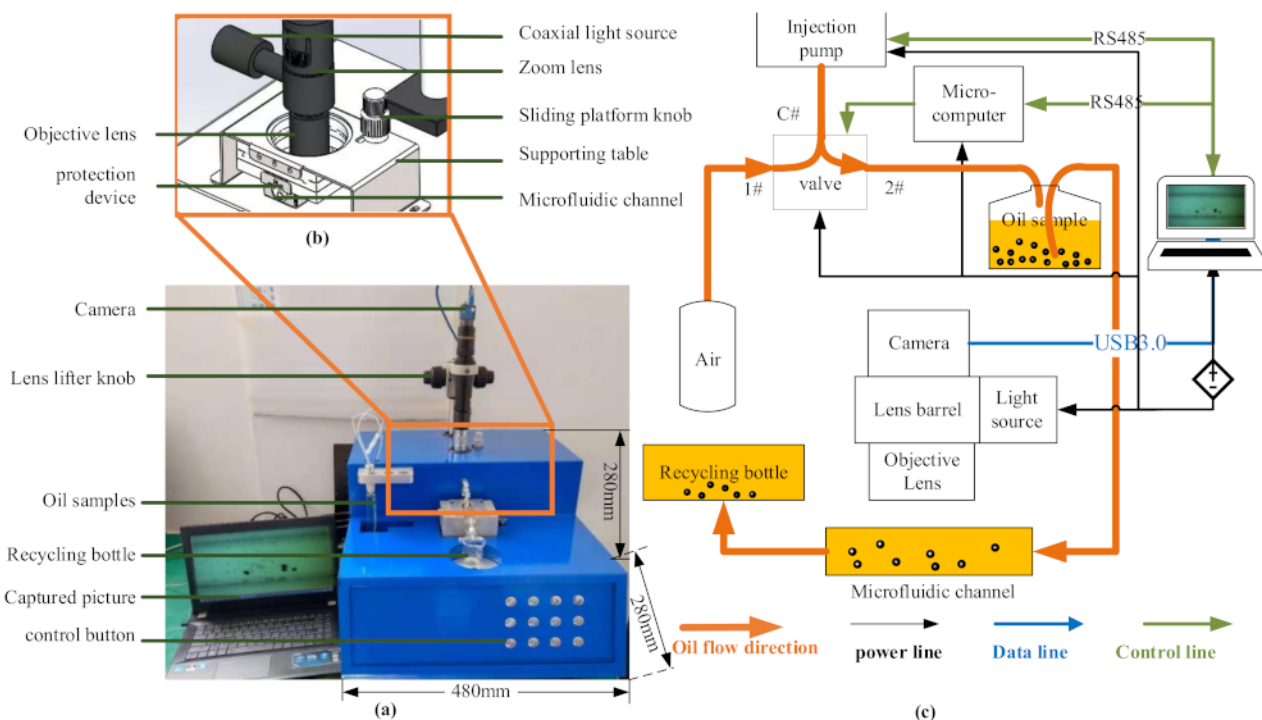 Coaxial light source
Zoom lens
Objective lens
Sliding platform knob
Supporting table
protection
device
Microfluidic channel
(b)
Camera
Lens lifter knob
Oil samples
Recycling bottle
Captured picture
control button
280mm
280mm
480mm
(a)
Injection
pump
RS485
Micro-
computer
RS485
C#
1#
valve
2#
Oil sample
Air
Camera
USB3.0
Lens barrel
Light
source
Objective
Lens
Recycling bottle
Microfluidic channel
Oil flow direction
power line
Data line
Control line
(c)